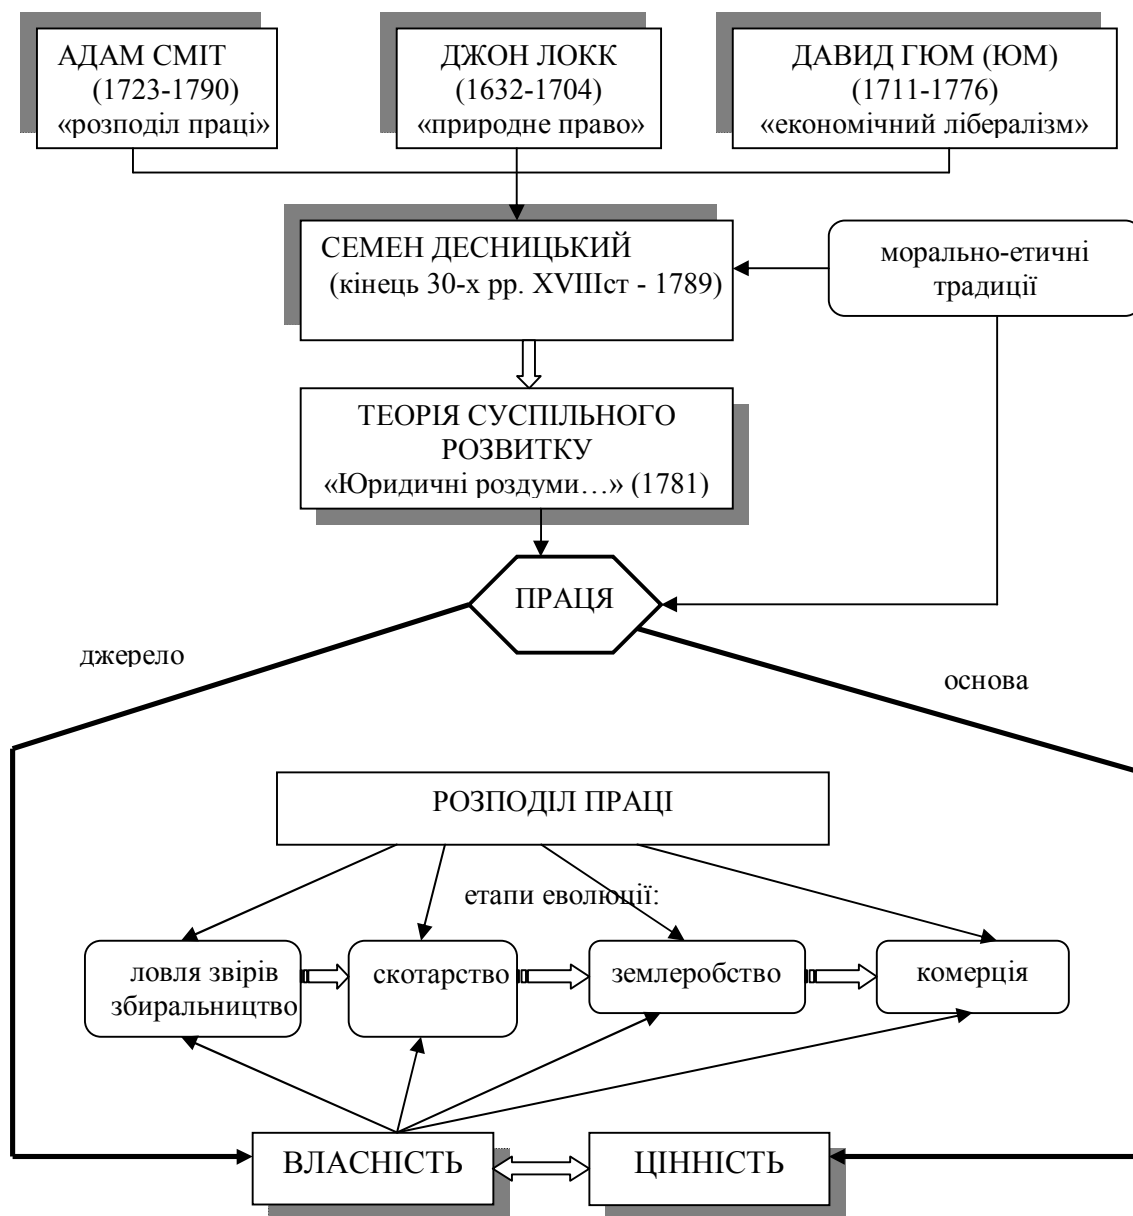 АДАМ СМІТ
(1723-1790)
«розподіл праці»
ДЖОН ЛОКК
(1632-1704)
«природне право»
ДАВИД ГЮМ (ЮМ)
(1711-1776)
«економічний лібералізм»
СЕМЕН ДЕСНИЦЬКИЙ
(кінець 30-х рр. XVIIIст - 1789)
морально-етичні
традиції
ТЕОРІЯ СУСПІЛЬНОГО
РОЗВИТКУ
«Юридичні роздуми…» (1781)
ПРАЦЯ
джерело
основа
РОЗПОДІЛ ПРАЦІ
етапи еволюції:
ловля звірів
збиральництво
скотарство
землеробство
комерція
ВЛАСНІСТЬ
ЦІННІСТЬ